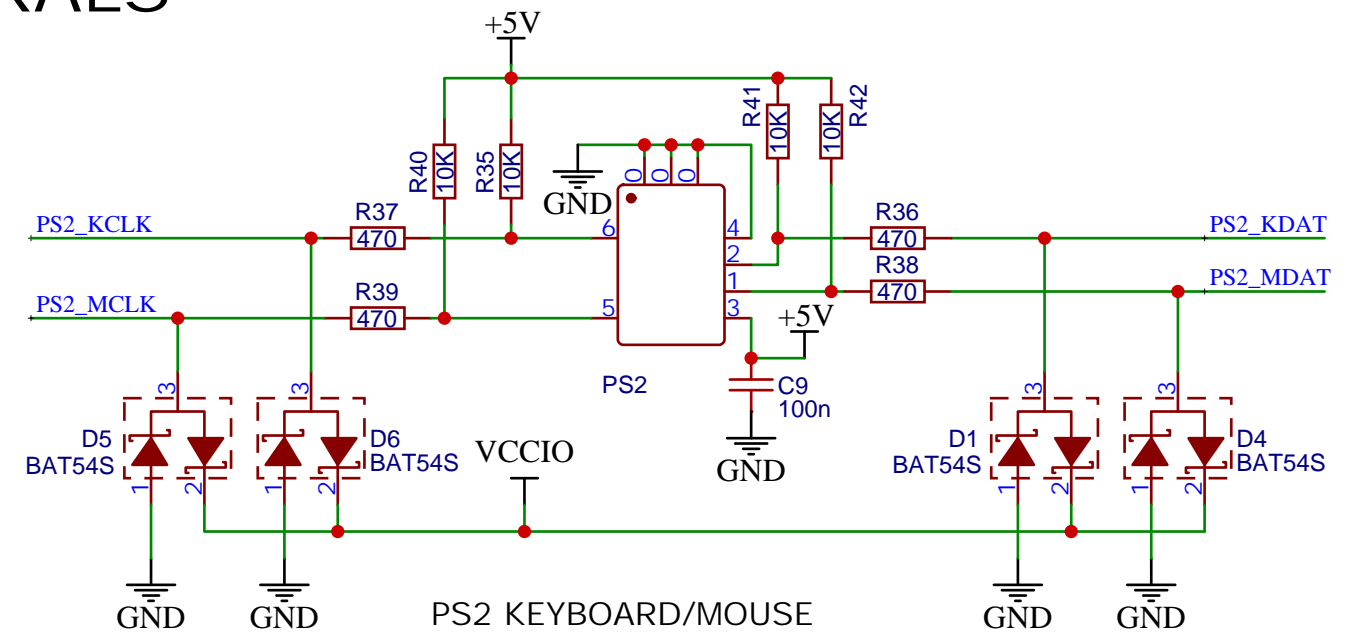 RALS
+5V
R40
10K
R35
10K
R41
10K
R42
10K
GND
0
0
0
PS2_KCLK
R37
470
6
4
R36
470
PS2_KDAT
2
R38
470
1
PS2_MDAT
PS2_MCLK
R39
470
5
3
+5V
PS2
C9
100n
GND
3
D5
BAT54S
1
2
3
D6
BAT54S
1
2
VCCIO
3
D1
BAT54S
1
2
3
D4
BAT54S
1
2
GND
GND
PS2 KEYBOARD/MOUSE
GND
GND